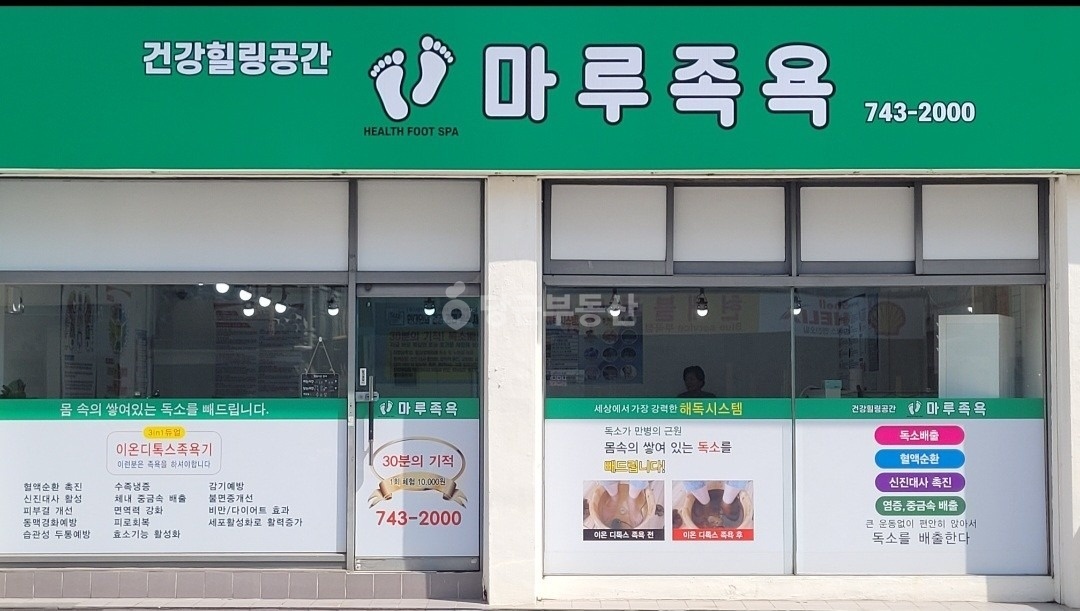 건강힐링공간
HEALTH FOOT SPA
마루족욕
743-2000
당근부동산
몸 속의 쌓여있는 독소를 빼드립니다.
3in1듀얼
이온디톡스족욕기
이런분은 족욕을 하셔야합니다
혈액순환 촉진
신진대사 활성
피부결 개선
동맥경화예방
습관성 두통예방
수족냉증
체내 중금속 배출
면역력 강화
피로회복
효소기능 활성화
감기예방
불면증개선
비만/다이어트 효과
세포활성화로 활력증가
마루족욕
30분의 기적
1회 체험 10,000원
743-2000
세상에서 가장 강력한 해독시스템
독소가 만병의 근원
몸속의 쌓여 있는 독소를
빼드립니다!
이온 디톡스 족욕 전
이온 디톡스 족욕 후
건강힐링공간 마루족욕
독소배출
혈액순환
신진대사 촉진
염증,중금속 배출
큰 운동없이 편안히 앉아서
독소를 배출한다